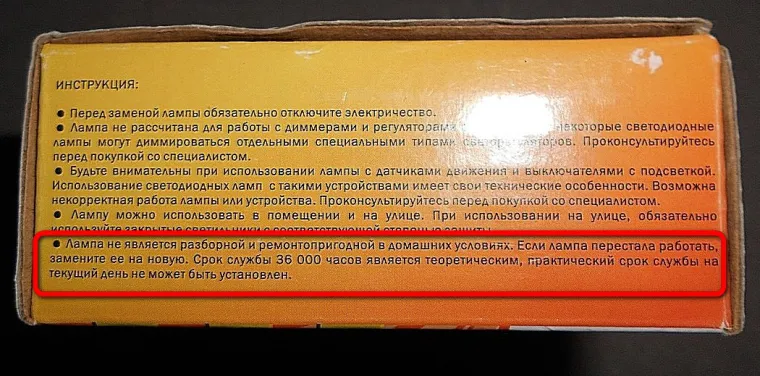 ИНСТРУКЦИЯ:
● Перед заменой лампы обязательно отключите электричество.
● Лампа не рассчитана для работы с диммерами и регуляторами некоторые светодиодные
лампы могут диммироваться отдельными специальными типами светорегуляторов. Проконсультируйтесь
перед покупкой со специалистом.
● Будьте внимательны при использовании лампы с датчиками движения и выключателями с подсветкой.
Использование светодиодных ламп с такими устройствами имеет свои технические особенности. Возможна
некорректная работа лампы или устройства. Проконсультируйтесь перед покупкой со специалистом.
● Лампу можно использовать в помещении и на улице. При использовании на улице, обязательно
используйте закрытые светильники с соответствующей степенью защиты.
● Лампа не является разборной и ремонтопригодной в домашних условиях. Если лампа перестала работать,
замените ее на новую. Срок службы 36 000 часов является теоретическим, практический срок службы на
текущий день не может быть установлен.